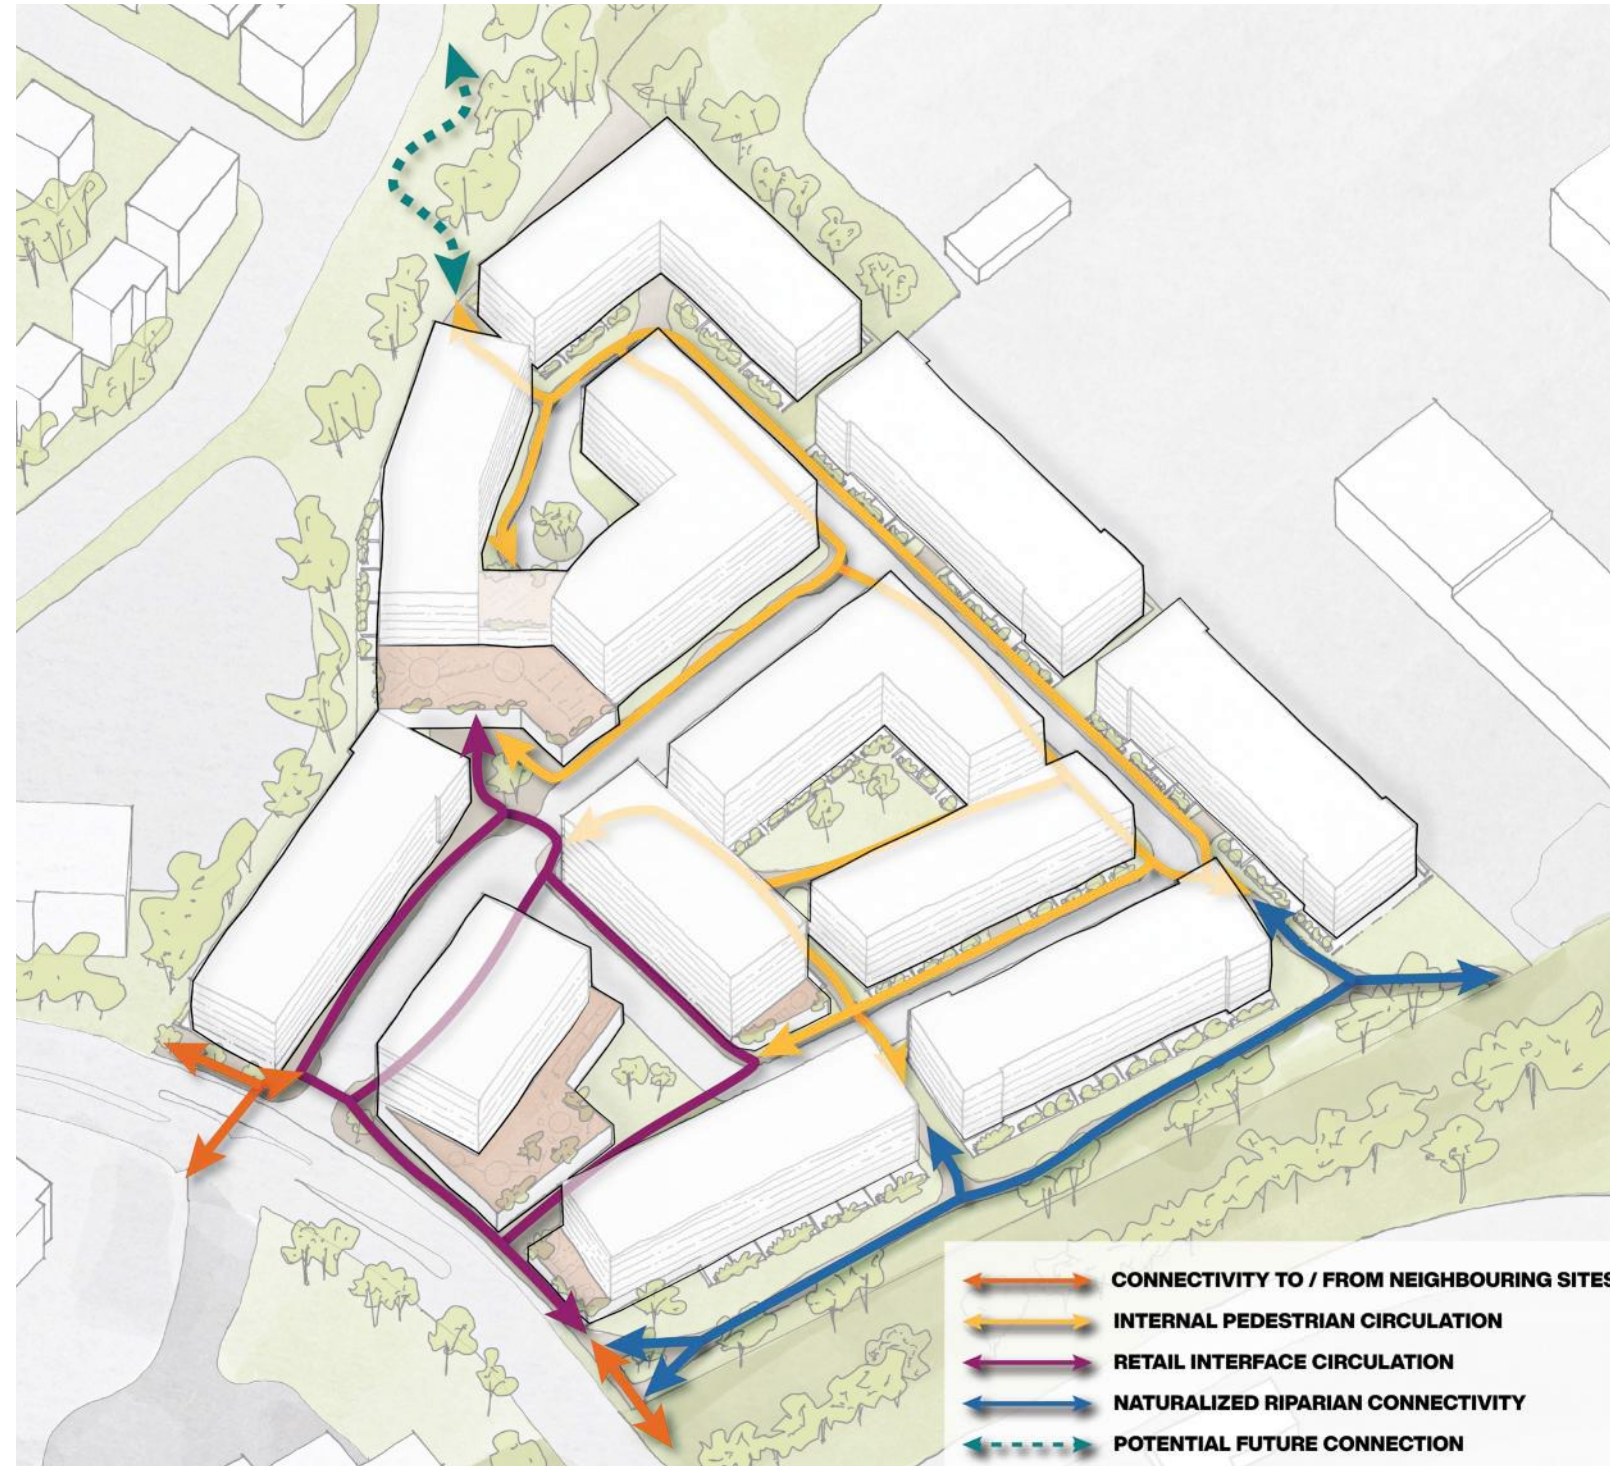 CONNECTIVITY TO / FROM NEIGHBOURING SITES
INTERNAL PEDESTRIAN CIRCULATION
RETAIL INTERFACE CIRCULATION
NATURALIZED RIPARIAN CONNECTIVITY
POTENTIAL FUTURE CONNECTION